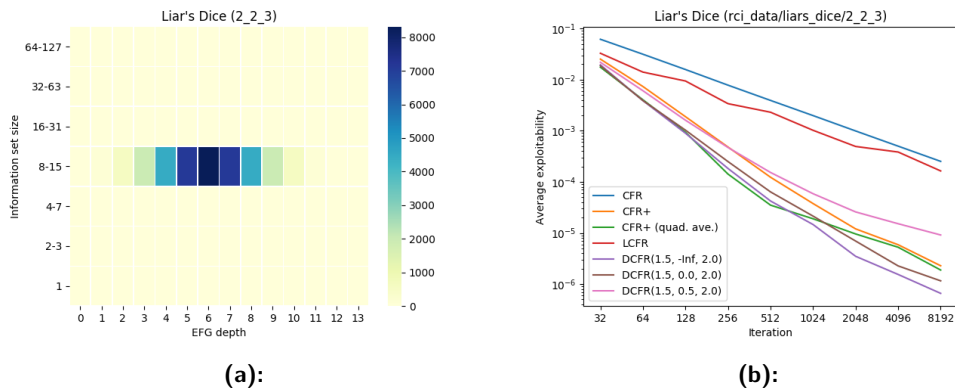 Liar's Dice (2_2_3)
Information set size
64-127
32-63
16-31
8-15
4-7
2-3
1
0 1 2 3 4 5 6 7 8 9 10 11 12 13
EFG depth
8000
7000
6000
5000
4000
3000
2000
1000
0
(a):
Liar's Dice (rci_data/liars_dice/2_2_3)
Average exploitability
10⁻¹
10⁻²
10⁻³
10⁻⁴
10⁻⁵
10⁻⁶
CFR
CFR+
CFR+ (quad. ave.)
LCFR
DCFR(1.5, -Inf, 2.0)
DCFR(1.5, 0.0, 2.0)
DCFR(1.5, 0.5, 2.0)
32 64 128 256 512 1024 2048 4096 8192
Iteration
(b):